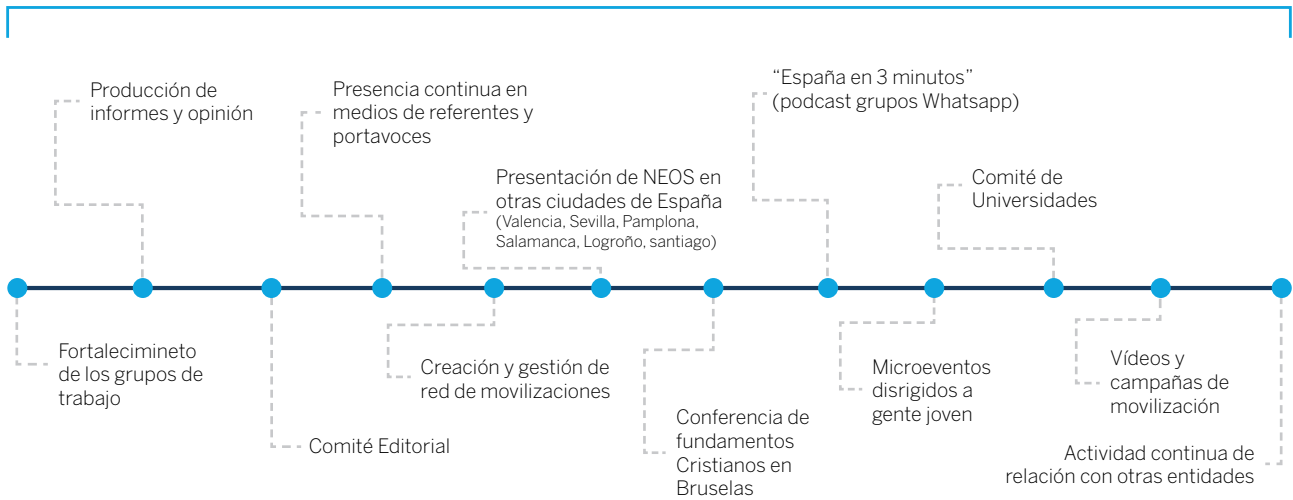 Producción de
informes y opinión
Presencia continua en
medios de referentes y
portavoces
Presentación de NEOS en
otras ciudades de España
(Valencia, Sevilla, Pamplona,
Salamanca, Logroño, santiago)
“España en 3 minutos”
(podcast grupos Whatsapp)
Comité de
Universidades
Fortalecimineto
de los grupos de
trabajo
Comité Editorial
Creación y gestión de
red de movilizaciones
Conferencia de
fundamentos
Cristianos en
Bruselas
Microeventos
disrigidos a
gente joven
Vídeos y
campañas de
movilización
Actividad continua de
relación con otras entidades